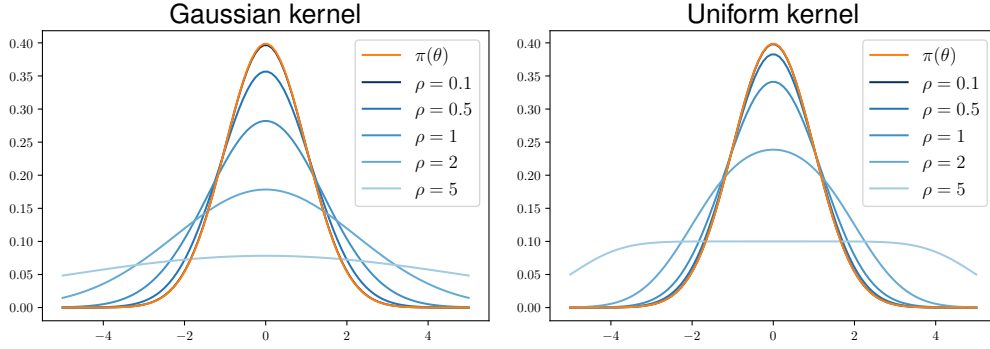 Gaussian kernel
0.40
0.35
0.30
0.25
0.20
0.15
0.10
0.05
0.00
−4
−2
0
2
4
π(θ)
ρ = 0.1
ρ = 0.5
ρ = 1
ρ = 2
ρ = 5
Uniform kernel
0.40
0.35
0.30
0.25
0.20
0.15
0.10
0.05
0.00
−4
−2
0
2
4
π(θ)
ρ = 0.1
ρ = 0.5
ρ = 1
ρ = 2
ρ = 5